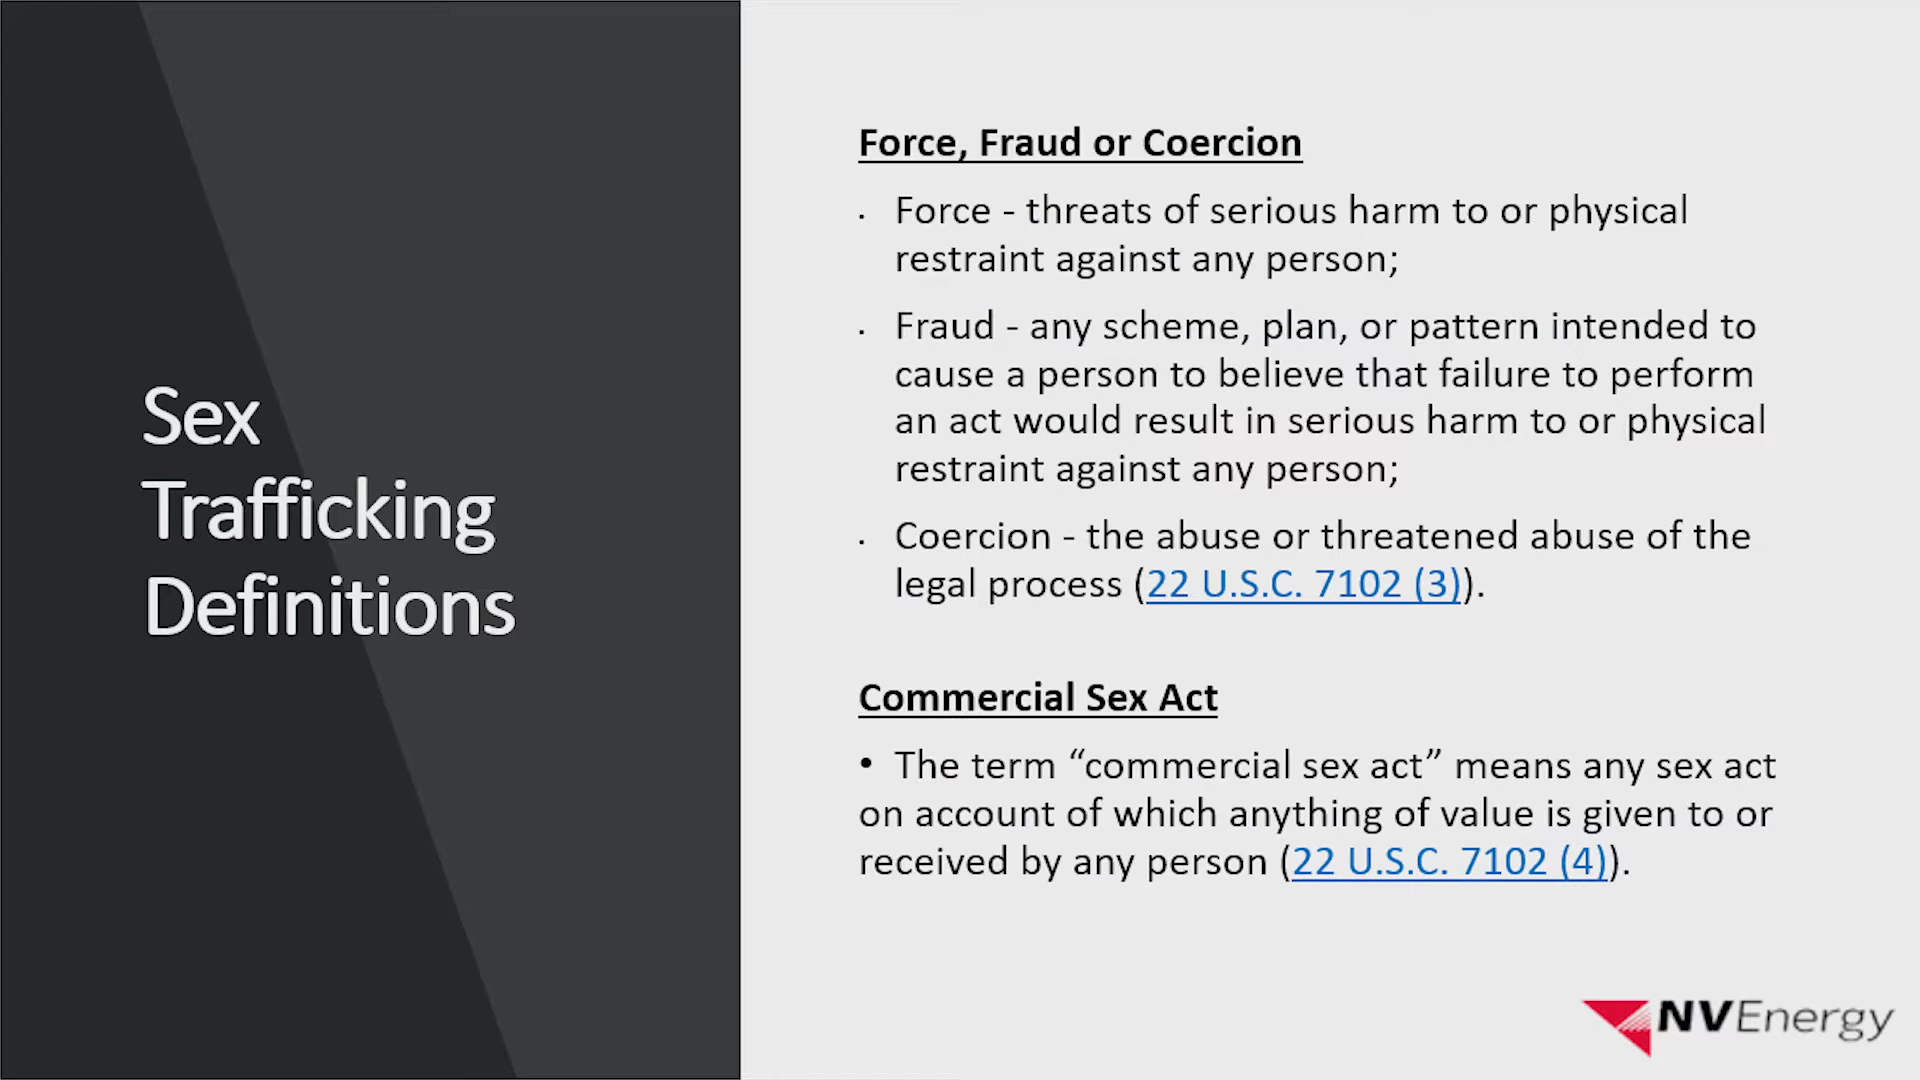 Sex
Trafficking
Definitions
Force, Fraud or Coercion
· Force - threats of serious harm to or physical
restraint against any person;
· Fraud - any scheme, plan, or pattern intended to
cause a person to believe that failure to perform
an act would result in serious harm to or physical
restraint against any person;
· Coercion - the abuse or threatened abuse of the
legal process (22 U.S.C. 7102 (3)).
Commercial Sex Act
• The term “commercial sex act” means any sex act
on account of which anything of value is given to or
received by any person (22 U.S.C. 7102 (4)).
NVEnergy